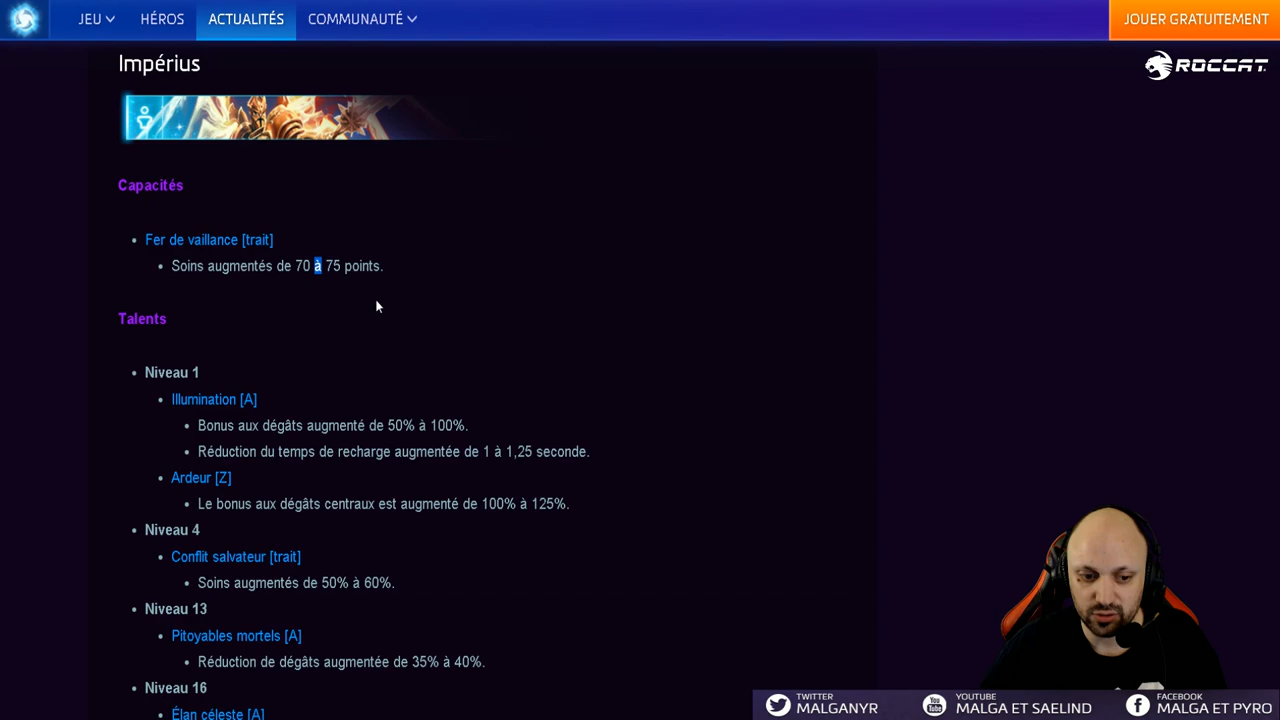 JEU HÉROS ACTUALITÉS COMMUNAUTÉ JOUER GRATUITEMENT
Impérius
ROCCAT
Capacités
Fer de vaillance [trait]
Soins augmentés de 70 à 75 points.
Talents
Niveau 1
Illumination [A]
Bonus aux dégâts augmenté de 50% à 100%.
Réduction du temps de recharge augmentée de 1 à 1,25 seconde.
Ardeur [Z]
Le bonus aux dégâts centraux est augmenté de 100% à 125%.
Niveau 4
Conflit salvateur [trait]
Soins augmentés de 50% à 60%.
Niveau 13
Pitoyables mortels [A]
Réduction de dégâts augmentée de 35% à 40%.
Niveau 16
Élan céleste [A]
TWITTER
MALGANYR
YOUTUBE
MALGA ET SAELIND
FACEBOOK
MALGA ET PYRO